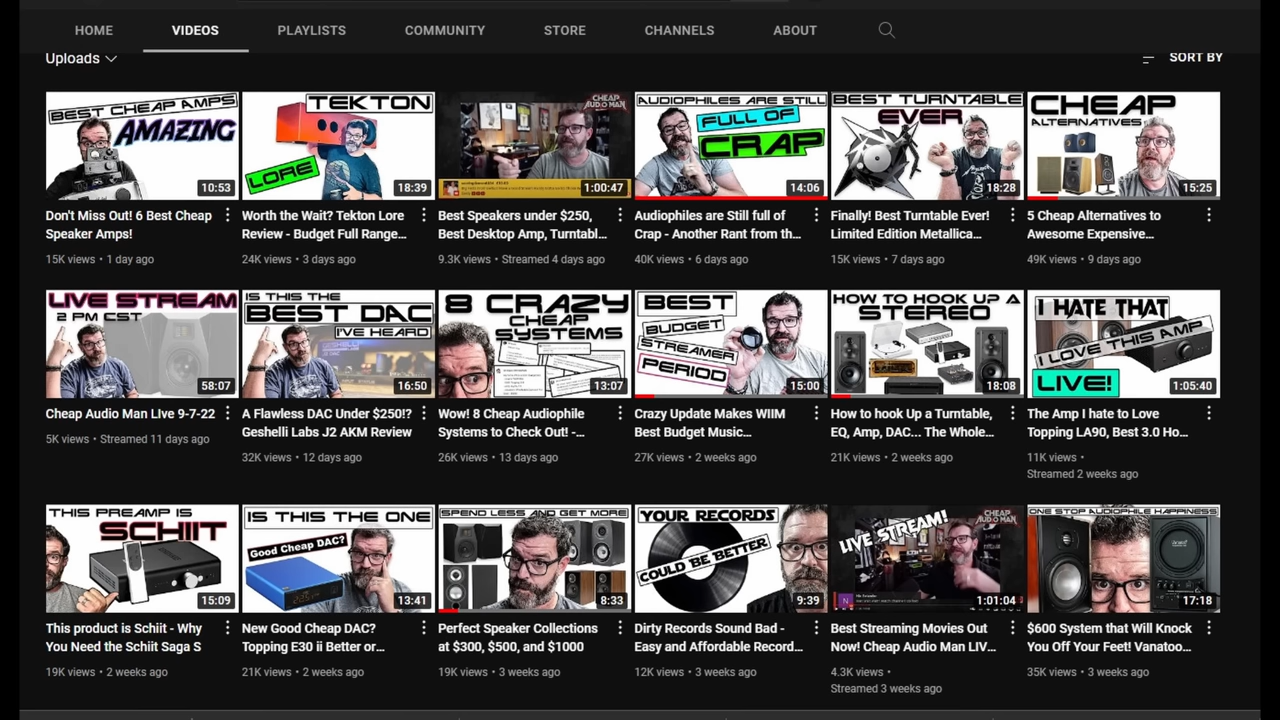 HOME VIDEOS PLAYLISTS COMMUNITY STORE CHANNELS ABOUT
Uploads SORT BY
BEST CHEAP AMPS
AMAZING
10:53
TEKTON
LORE
18:39
CHEAP
AUDIO MAN
1:00:47
AUDIOPHILES ARE STILL
FULL OF
CRAP
14:06
BEST TURNTABLE
EVER
18:28
CHEAP
ALTERNATIVES
15:25
Don't Miss Out! 6 Best Cheap
Speaker Amps!
15K views • 1 day ago
Worth the Wait? Tekton Lore
Review - Budget Full Range...
24K views • 3 days ago
Best Speakers under $250,
Best Desktop Amp, Turntabl...
9.3K views • Streamed 4 days ago
Audiophiles are Still full of
Crap - Another Rant from th...
40K views • 6 days ago
Finally! Best Turntable Ever!
Limited Edition Metallica...
15K views • 7 days ago
5 Cheap Alternatives to
Awesome Expensive...
49K views • 9 days ago
LIVE STREAM
2 PM CST
58:07
IS THIS THE
BEST DAC
I'VE HEARD
GESHELLI
16:50
8 CRAZY
CHEAP
SYSTEMS
13:07
BEST
BUDGET
STREAMER
PERIOD
15:00
HOW TO HOOK UP A
STEREO
18:08
I HATE THAT
I LOVE THIS AMP
LIVE!
1:05:40
Cheap Audio Man LIve 9-7-22
5K views • Streamed 11 days ago
A Flawless DAC Under $250!?
Geshelli Labs J2 AKM Review
32K views • 12 days ago
Wow! 8 Cheap Audiophile
Systems to Check Out! -...
26K views • 13 days ago
Crazy Update Makes WIIM
Best Budget Music...
27K views • 2 weeks ago
How to hook Up a Turntable,
EQ, Amp, DAC... The Whole...
21K views • 2 weeks ago
The Amp I hate to Love
Topping LA90, Best 3.0 Ho...
11K views •
Streamed 2 weeks ago
THIS PREAMP IS
SCHIIT
15:09
IS THIS THE ONE
Good Cheap DAC?
13:41
SPEND LESS AND GET MORE
8:33
YOUR RECORDS
COULD BE BETTER
9:39
LIVE STREAM!
CHEAP
AUDIO MAN
1:01:04
ONE STOP AUDIOPHILE HAPPINESS
17:18
This product is Schiit - Why
You Need the Schiit Saga S
19K views • 2 weeks ago
New Good Cheap DAC?
Topping E30 ii Better or...
21K views • 2 weeks ago
Perfect Speaker Collections
at $300, $500, and $1000
19K views • 3 weeks ago
Dirty Records Sound Bad -
Easy and Affordable Record...
12K views • 3 weeks ago
Best Streaming Movies Out
Now! Cheap Audio Man LIV...
4.3K views •
Streamed 3 weeks ago
$600 System that Will Knock
You Off Your Feet! Vanatoo...
35K views • 3 weeks ago